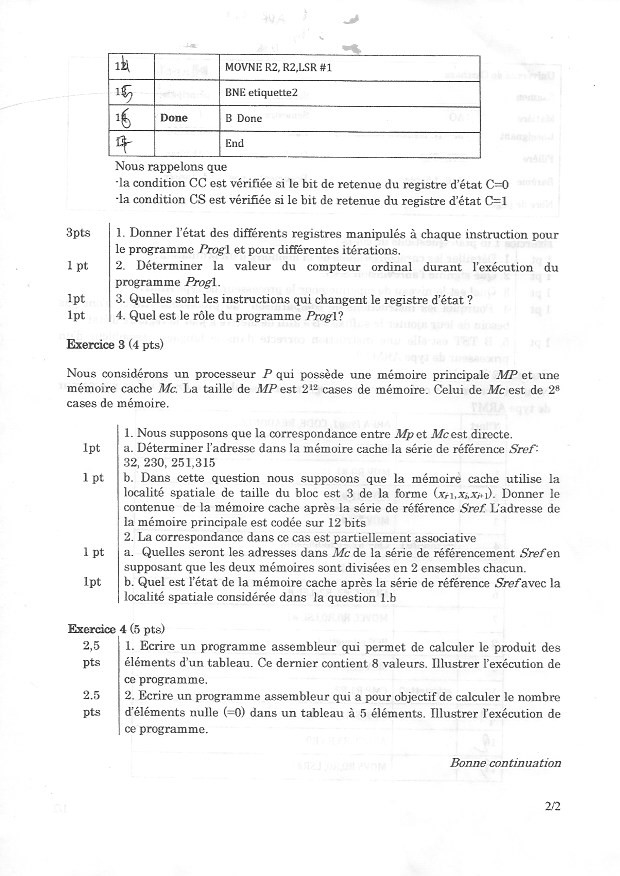 14 MOVNE R2, R2,LSR #1
15 BNE etiquette2
16 Done B Done
17 End
Nous rappelons que
·la condition CC est vérifiée si le bit de retenue du registre d'état C=0
·la condition CS est vérifiée si le bit de retenue du registre d'état C=1
3pts 1. Donner l'état des différents registres manipulés à chaque instruction pour
le programme Prog1 et pour différentes itérations.
1 pt 2. Déterminer la valeur du compteur ordinal durant l'exécution du
programme Prog1.
1pt 3. Quelles sont les instructions qui changent le registre d'état ?
1pt 4. Quel est le rôle du programme Prog1?
Exercice 3 (4 pts)
Nous considérons un processeur P qui possède une mémoire principale MP et une
mémoire cache Mc. La taille de MP est 2¹² cases de mémoire. Celui de Mc est de 2⁸
cases de mémoire.
1. Nous supposons que la correspondance entre Mp et Mc est directe.
1pt a. Déterminer l'adresse dans la mémoire cache la série de référence Sref:
32, 230, 251,315
1 pt b. Dans cette question nous supposons que la mémoire cache utilise la
localité spatiale de taille du bloc est 3 de la forme (xᵢ₋₁,xᵢ,xᵢ₊₁). Donner le
contenue de la mémoire cache après la série de référence Sref. L'adresse de
la mémoire principale est codée sur 12 bits
2. La correspondance dans ce cas est partiellement associative
1 pt a. Quelles seront les adresses dans Mc de la série de référencement Sref en
supposant que les deux mémoires sont divisées en 2 ensembles chacun.
1pt b. Quel est l'état de la mémoire cache après la série de référence Sref avec la
localité spatiale considérée dans la question 1.b
Exercice 4 (5 pts)
2,5 1. Ecrire un programme assembleur qui permet de calculer le produit des
pts éléments d'un tableau. Ce dernier contient 8 valeurs. Illustrer l'exécution de
ce programme.
2.5 2. Ecrire un programme assembleur qui a pour objectif de calculer le nombre
pts d'éléments nulle (=0) dans un tableau à 5 éléments. Illustrer l'exécution de
ce programme.
Bonne continuation
2/2